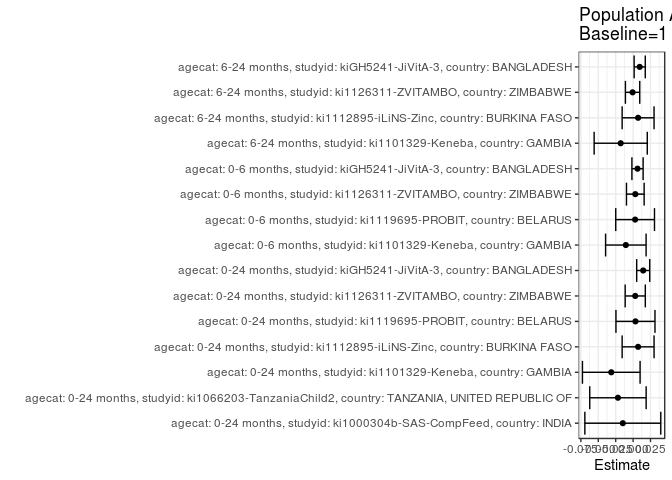 Population
Baseline=1
agecat: 6-24 months, studyid: kiGH5241-JiVitA-3, country: BANGLADESH
agecat: 6-24 months, studyid: ki1126311-ZVITAMBO, country: ZIMBABWE
agecat: 6-24 months, studyid: ki1112895-iLiNS-Zinc, country: BURKINA FASO
agecat: 6-24 months, studyid: ki1101329-Keneba, country: GAMBIA
agecat: 0-6 months, studyid: kiGH5241-JiVitA-3, country: BANGLADESH
agecat: 0-6 months, studyid: ki1126311-ZVITAMBO, country: ZIMBABWE
agecat: 0-6 months, studyid: ki1119695-PROBIT, country: BELARUS
agecat: 0-6 months, studyid: ki1101329-Keneba, country: GAMBIA
agecat: 0-24 months, studyid: kiGH5241-JiVitA-3, country: BANGLADESH
agecat: 0-24 months, studyid: ki1126311-ZVITAMBO, country: ZIMBABWE
agecat: 0-24 months, studyid: ki1119695-PROBIT, country: BELARUS
agecat: 0-24 months, studyid: ki1112895-iLiNS-Zinc, country: BURKINA FASO
agecat: 0-24 months, studyid: ki1101329-Keneba, country: GAMBIA
agecat: 0-24 months, studyid: ki1066203-TanzaniaChild2, country: TANZANIA, UNITED REPUBLIC OF
agecat: 0-24 months, studyid: ki1000304b-SAS-CompFeed, country: INDIA
Estimate